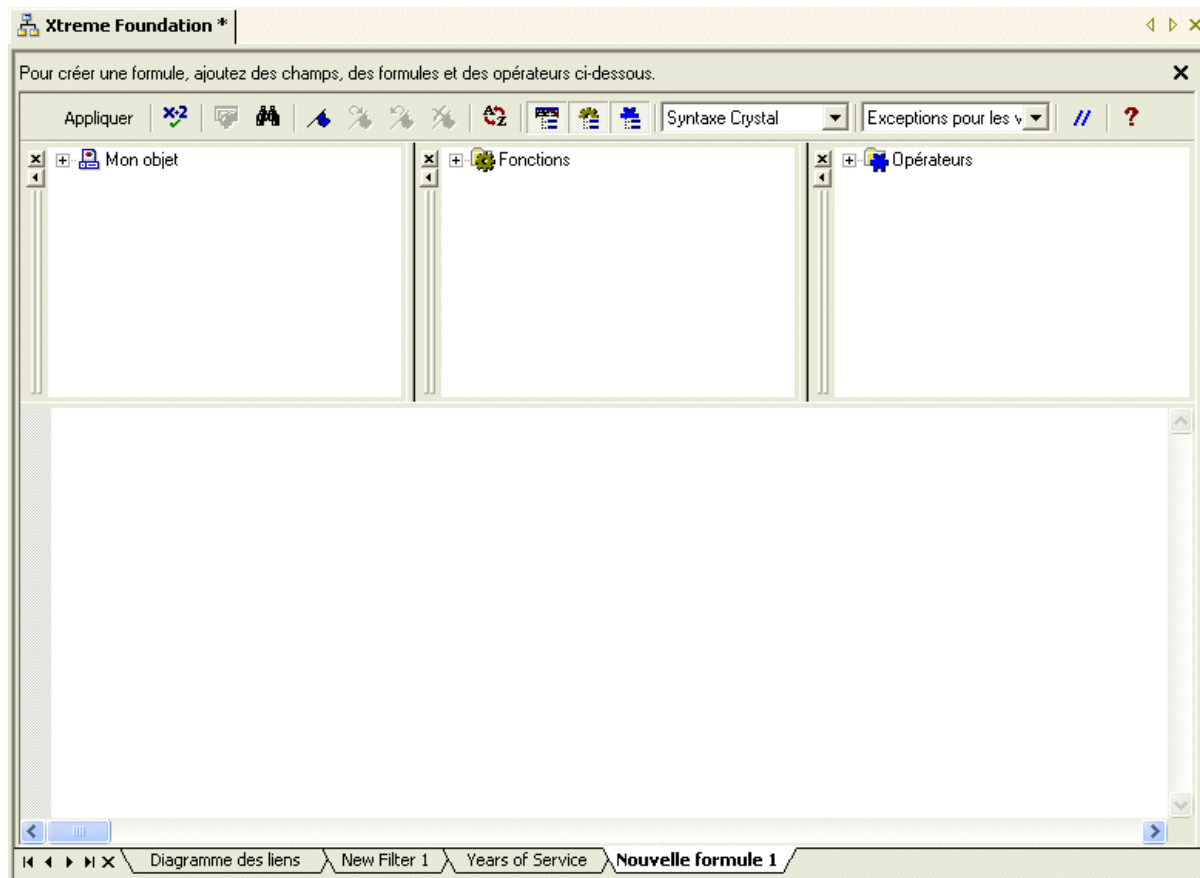 Xtreme Foundation *
Pour créer une formule, ajoutez des champs, des formules et des opérateurs ci-dessous.
Appliquer x+2 A Z Syntaxe Crystal Exceptions pour les v // ?
Mon objet Fonctions Opérateurs
Diagramme des liens New Filter 1 Years of Service Nouvelle formule 1